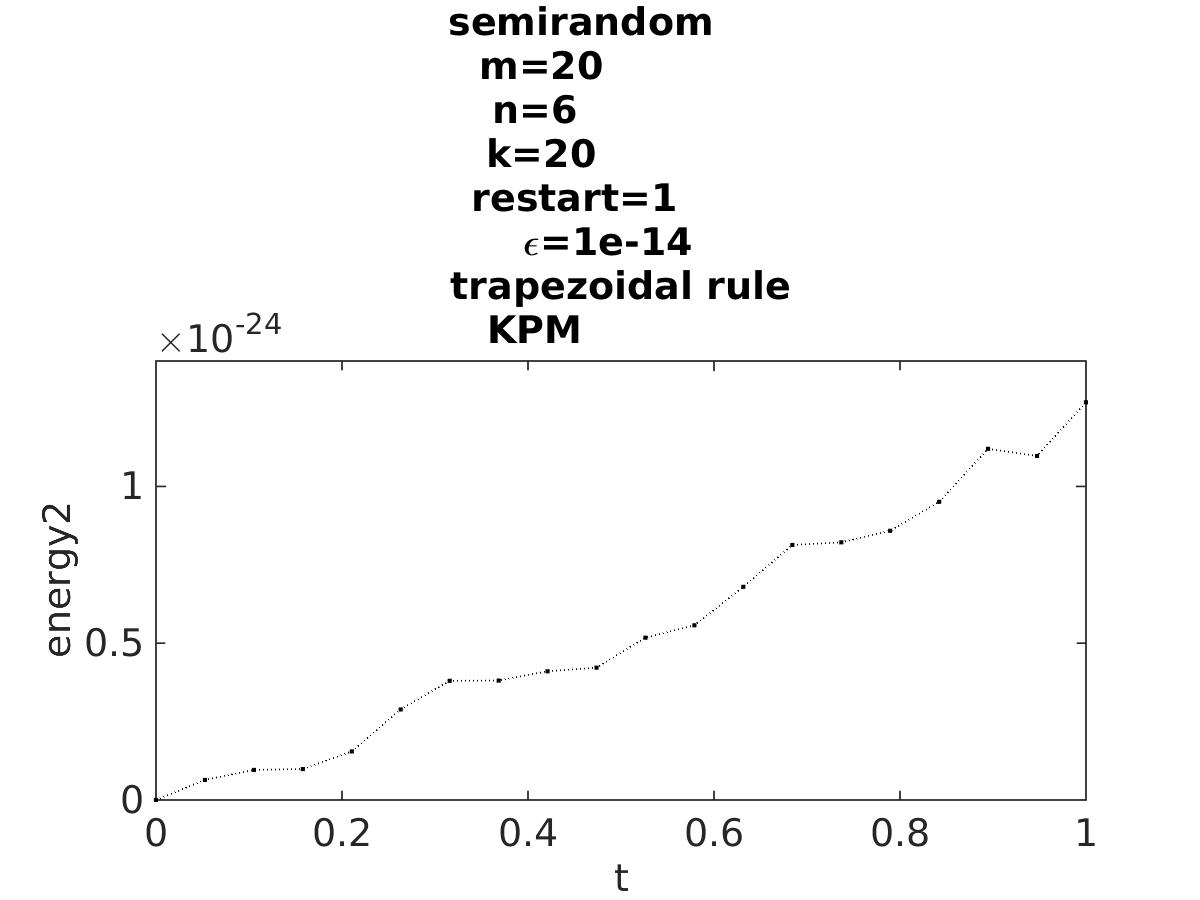 semirandom
m=20
n=6
k=20
restart=1
ϵ=1e-14
trapezoidal rule
KPM
×10-24
1
0.5
0
energy2
0 0.2 0.4 0.6 0.8 1
t